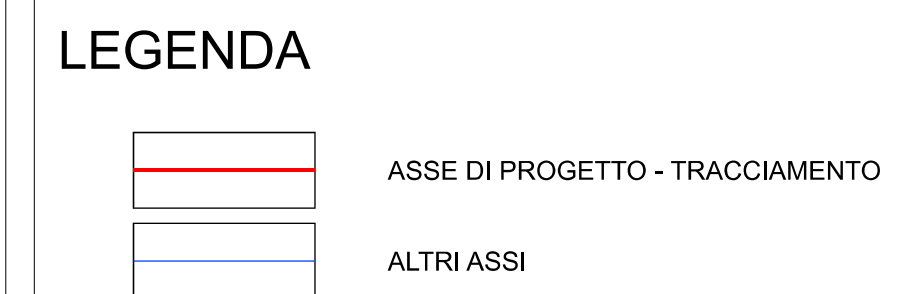 LEGENDA
ASSE DI PROGETTO - TRACCIAMENTO
ALTRI ASSI